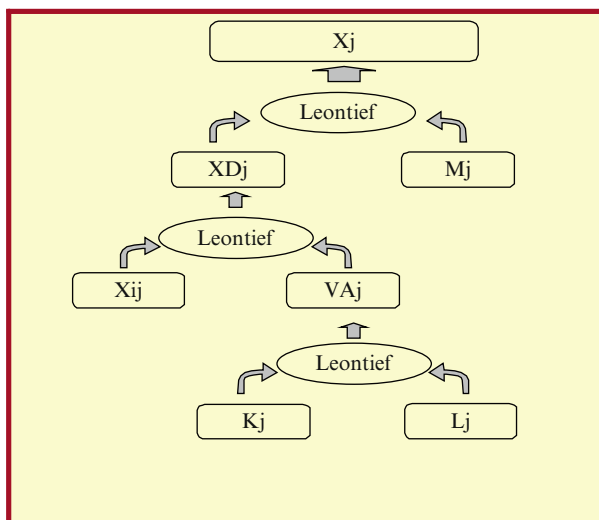 Xj
Leontief
XDj
Mj
Leontief
Xij
VAj
Leontief
Kj
Lj